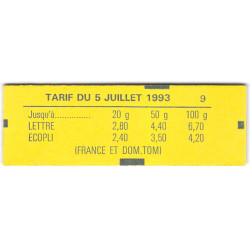 TARIF DU 5 JUILLET 1993 9
Jusqu'à................ 20 g 50 g 100 g
LETTRE 2,80 4,40 6,70
ECOPLI 2,40 3,50 4,20
(FRANCE ET DOM.TOM)